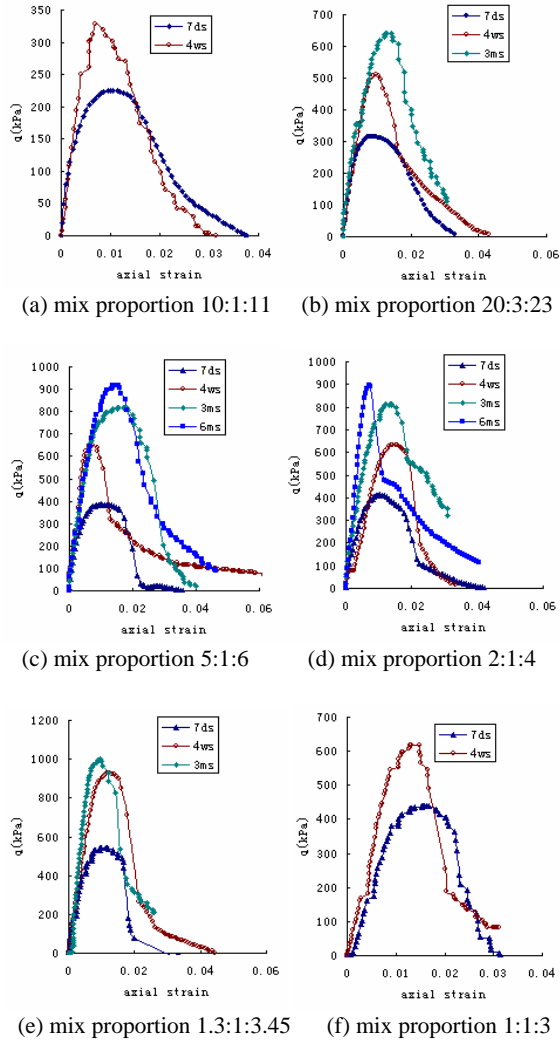 350
300
250
200
150
100
50
0
q(kPa)
7ds
4ws
0 0.01 0.02 0.03 0.04
axial strain
(a) mix proportion 10:1:11
700
600
500
400
300
200
100
0
q(kPa)
7ds
4ws
3ms
0 0.02 0.04 0.06
axial strain
(b) mix proportion 20:3:23
1000
900
800
700
600
500
400
300
200
100
0
q(kPa)
7ds
4ws
3ms
6ms
0 0.02 0.04 0.06
axial strain
(c) mix proportion 5:1:6
1000
900
800
700
600
500
400
300
200
100
0
q(kPa)
7ds
4ws
3ms
6ms
0 0.02 0.04 0.06
axial strain
(d) mix proportion 2:1:4
1200
1000
800
600
400
200
0
q(kPa)
7ds
4ws
3ms
0 0.02 0.04 0.06
axial strain
(e) mix proportion 1.3:1:3.45
700
600
500
400
300
200
100
0
q(kPa)
7ds
4ws
0 0.01 0.02 0.03 0.04
axial strain
(f) mix proportion 1:1:3